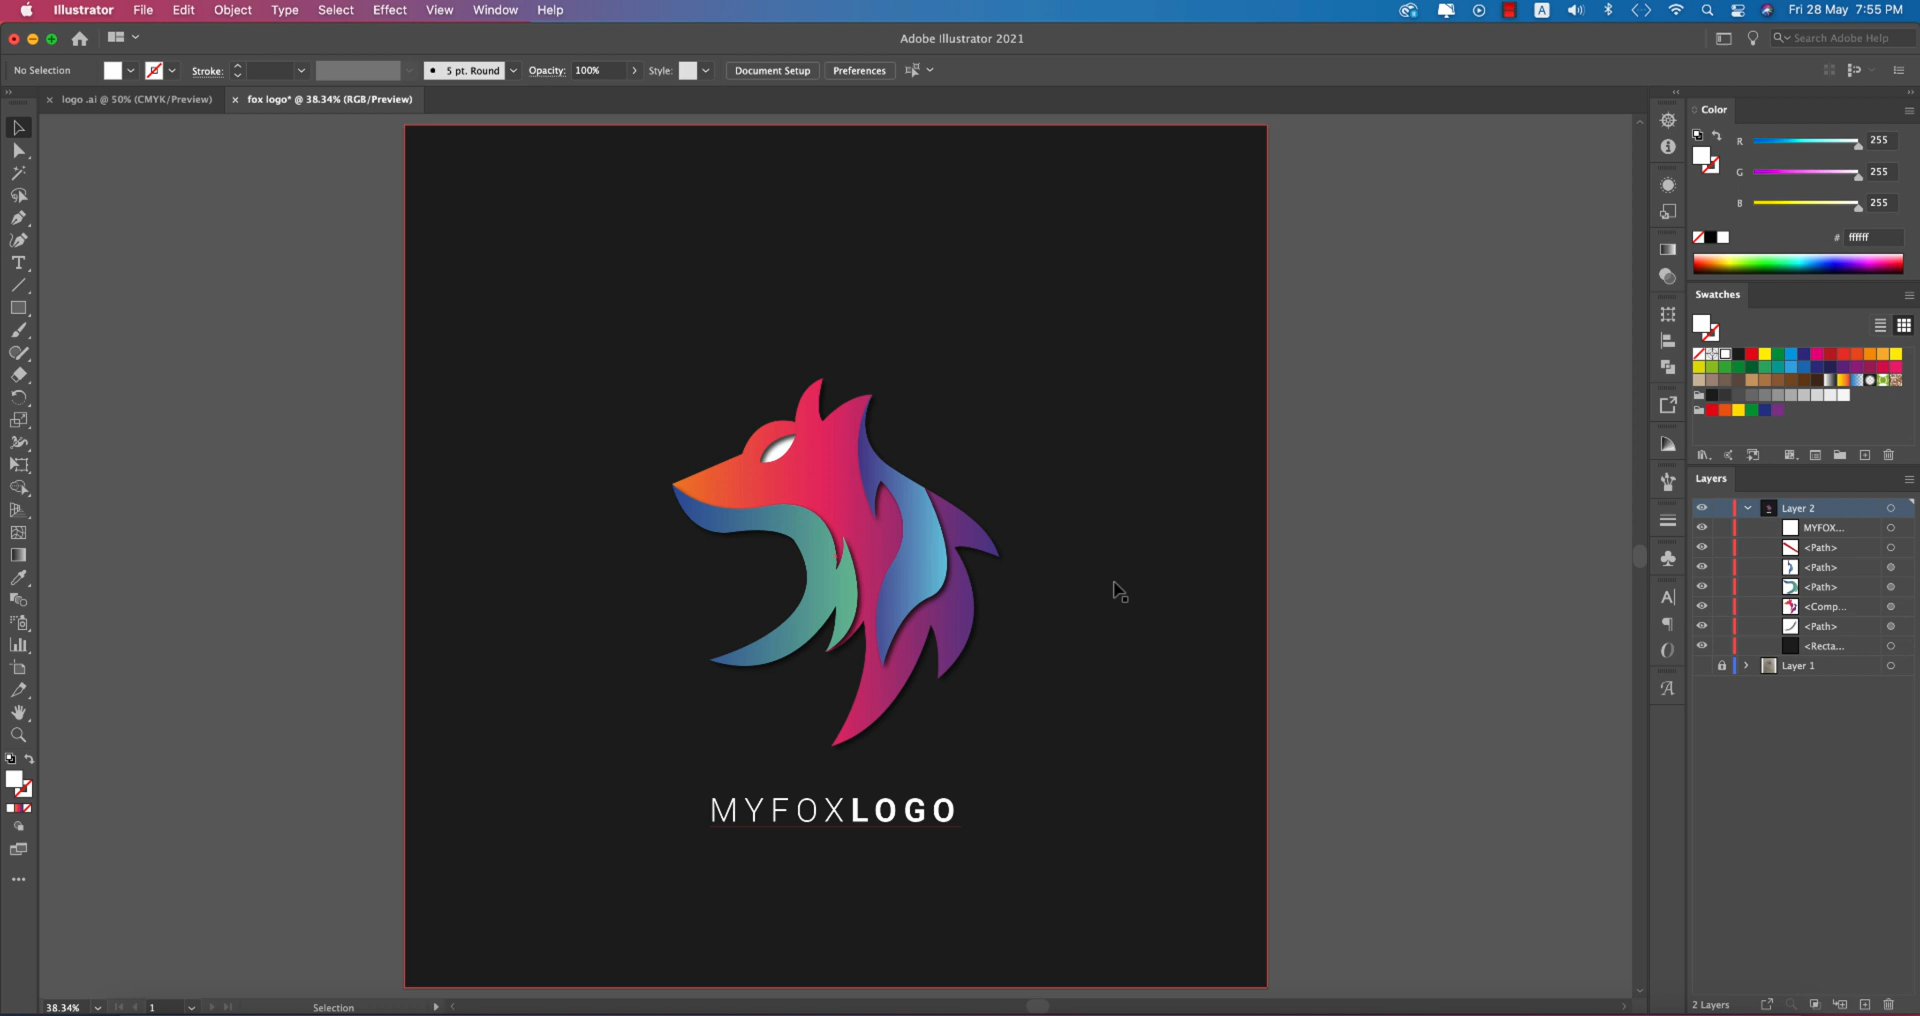 Illustrator File Edit Object Type Select Effect View Window Help
A
Fri 28 May 7:55 PM
Adobe Illustrator 2021
Search Adobe Help
No Selection
Stroke:
5 pt. Round
Opacity: 100%
Style:
Document Setup
Preferences
logo .ai @ 50% (CMYK/Preview)
fox logo* @ 38.34% (RGB/Preview)
Color
R 255
G 255
B 255
# ffffff
Swatches
Layers
Layer 2
MYFOX...
<Path>
<Path>
<Path>
<Comp...
<Path>
<Recta...
Layer 1
MYFOXLOGO
38.34%
1
Selection
2 Layers